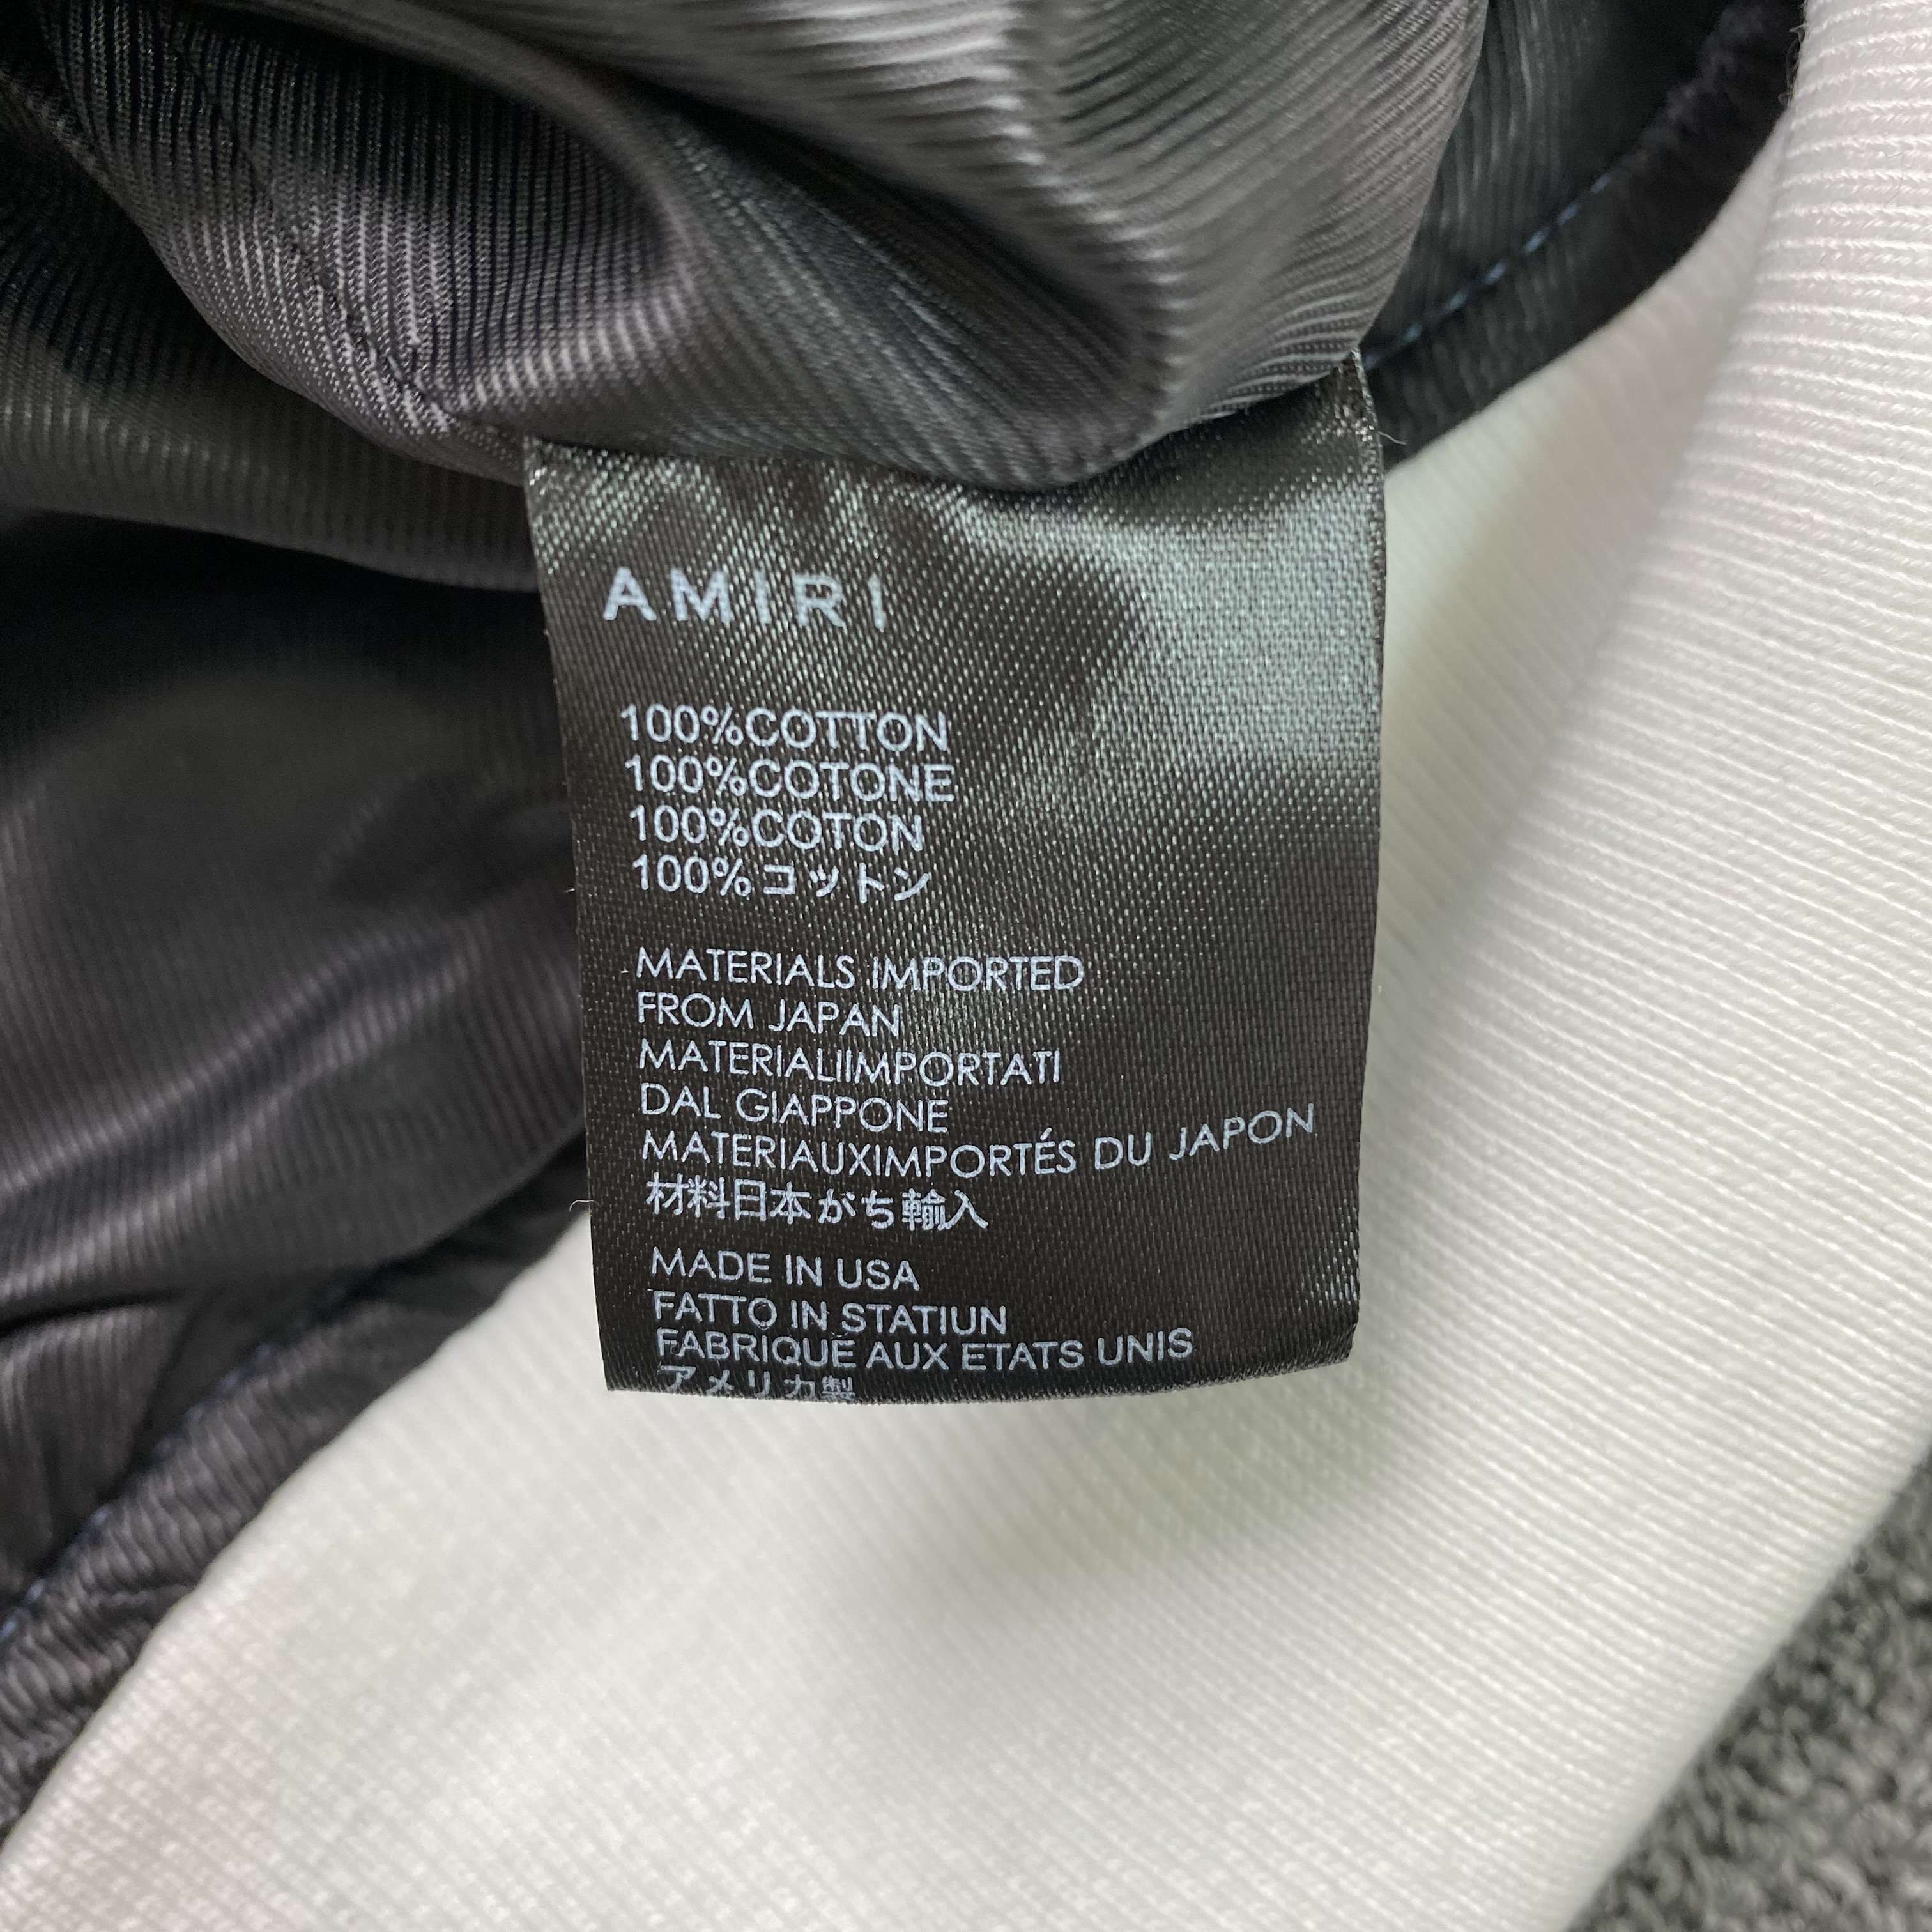 AMIRI
100%COTTON
100%COTONE
100%COTON
100%コットン
MATERIALS IMPORTED
FROM JAPAN
MATERIALIIMPORTATI
DAL GIAPPONE
MATERIAUXIMPORTÉS DU JAPON
材料日本がち輸入
MADE IN USA
FATTO IN STATIUN
FABRIQUÉ AUX ETATS UNIS
アメリカ製